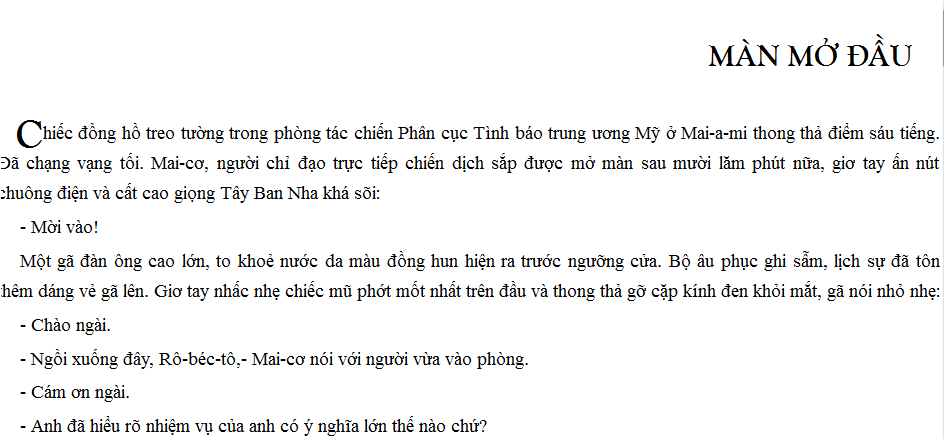 MÀN MỞ ĐẦU
Chiếc đồng hồ treo tường trong phòng tác chiến Phân cục Tình báo trung ương Mỹ ở Mai-a-mi thong thả điểm sáu tiếng.
Đã chạng vạng tối. Mai-cơ, người chỉ đạo trực tiếp chiến dịch sắp được mở màn sau mười lăm phút nữa, giơ tay ấn nút
chuông điện và cất cao giọng Tây Ban Nha khá sõi:
- Mời vào!
Một gã đàn ông cao lớn, to khoẻ nước da màu đồng hun hiện ra trước ngưỡng cửa. Bộ âu phục ghi sẫm, lịch sự đã tôn
thêm dáng vẻ gã lên. Giơ tay nhấc nhẹ chiếc mũ phớt mốt nhất trên đầu và thong thả gỡ cặp kính đen khỏi mắt, gã nói nhỏ nhẹ:
- Chào ngài.
- Ngồi xuống đây, Rô-béc-tô,- Mai-cơ nói với người vừa vào phòng.
- Cám ơn ngài.
- Anh đã hiểu rõ nhiệm vụ của anh có ý nghĩa lớn thế nào chứ?